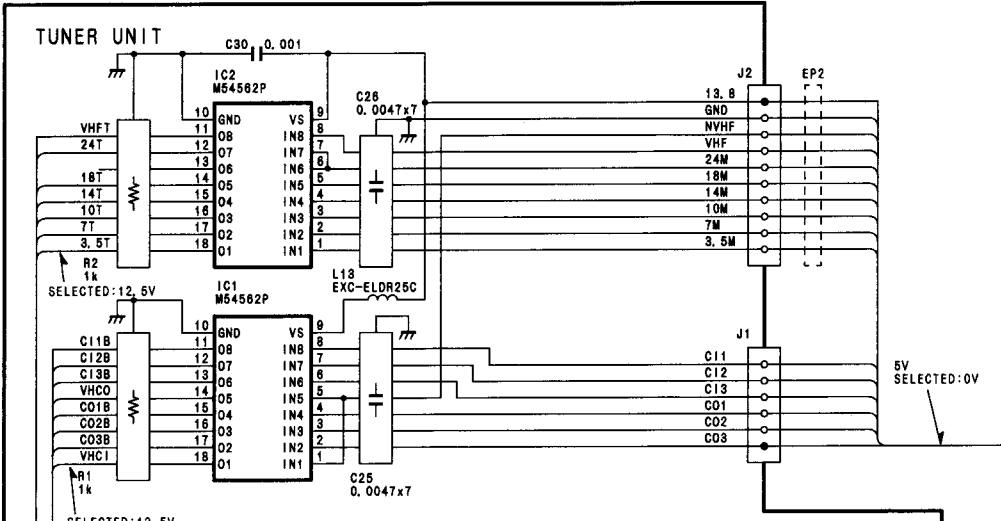 TUNER UNIT
C30 0.001
IC2
M54562P
C26
0.0047x7
J2
EP2
VHFT
24T
18T
14T
10T
7T
3.5T
R2
1k
SELECTED:12.5V
10
11
12
13
14
15
16
17
18
GND
O8
O7
O6
O5
O4
O3
O2
O1
VS
IN8
IN7
IN6
IN5
IN4
IN3
IN2
IN1
9
8
7
6
5
4
3
2
1
13.8
GND
NVHF
VHF
24M
18M
14M
10M
7M
3.5M
L13
EXC-ELDR25C
IC1
M54562P
CI1B
CI2B
CI3B
VHCO
CO1B
CO2B
CO3B
VHCI
R1
1k
SELECTED:12.5V
10
11
12
13
14
15
16
17
18
GND
O8
O7
O6
O5
O4
O3
O2
O1
VS
IN8
IN7
IN6
IN5
IN4
IN3
IN2
IN1
9
8
7
6
5
4
3
2
1
C25
0.0047x7
J1
CI1
CI2
CI3
CO1
CO2
CO3
5V
SELECTED:0V